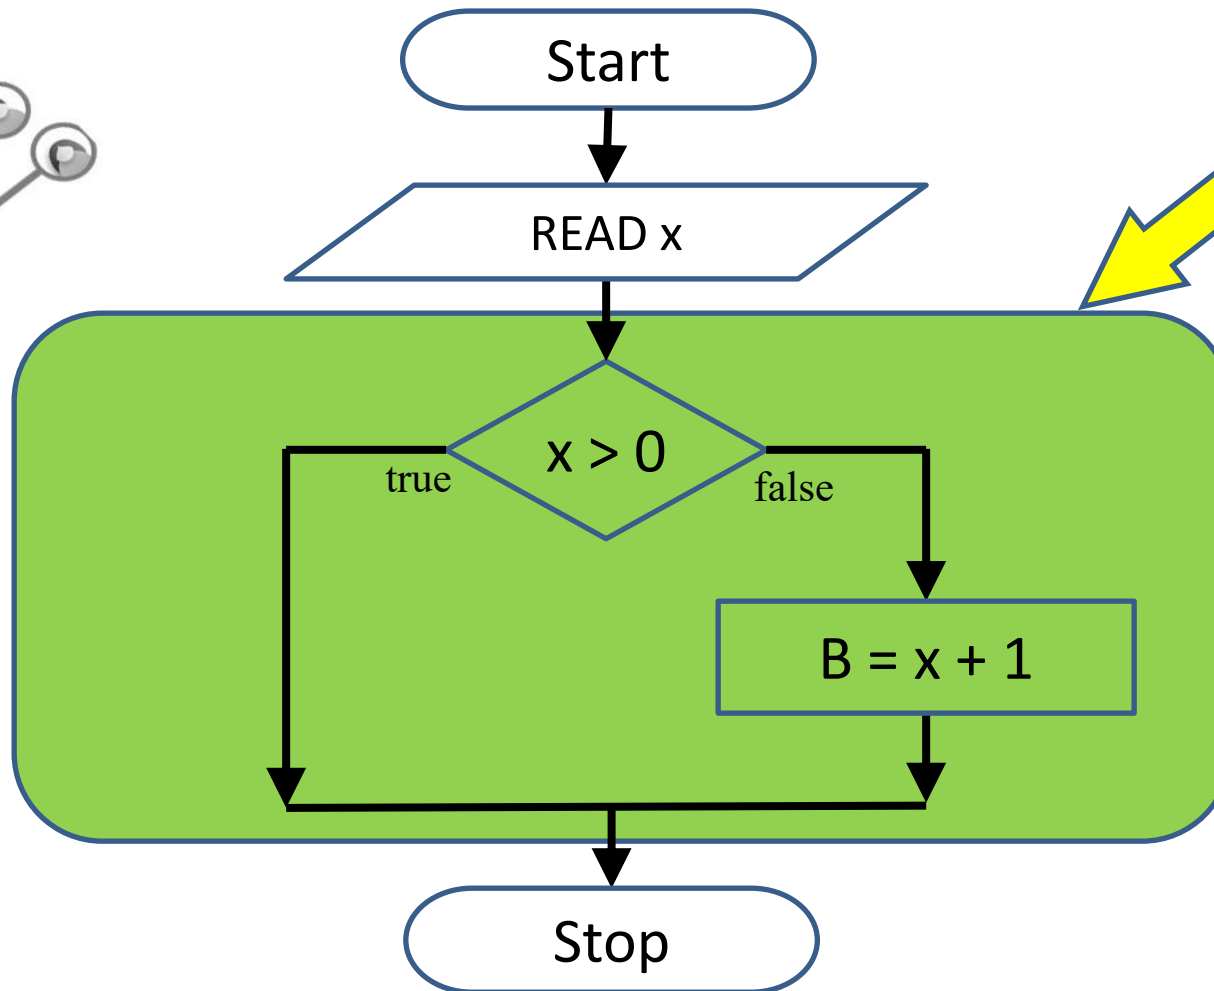 Start
READ x
x > 0
true
false
B = x + 1
Stop